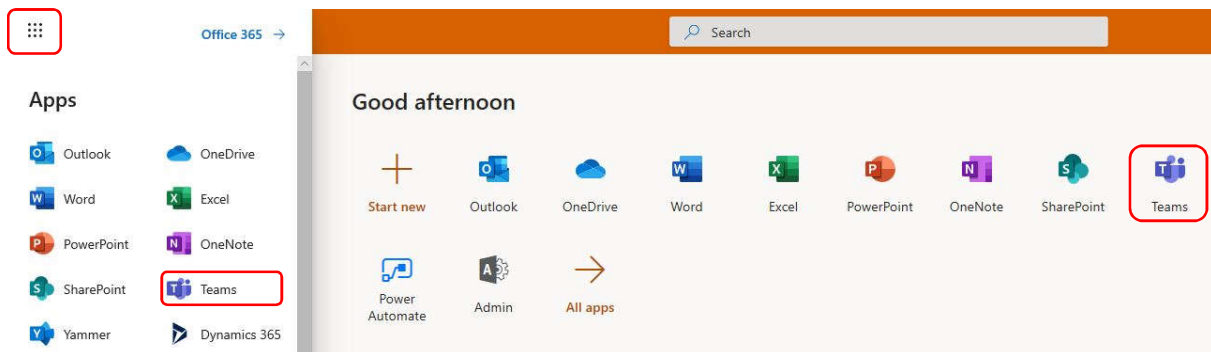 Office 365 →
Search
Apps
Outlook
OneDrive
Word
Excel
PowerPoint
OneNote
SharePoint
Teams
Yammer
Dynamics 365
Good afternoon
Start new
Outlook
OneDrive
Word
Excel
PowerPoint
OneNote
SharePoint
Teams
Power
Automate
Admin
All apps